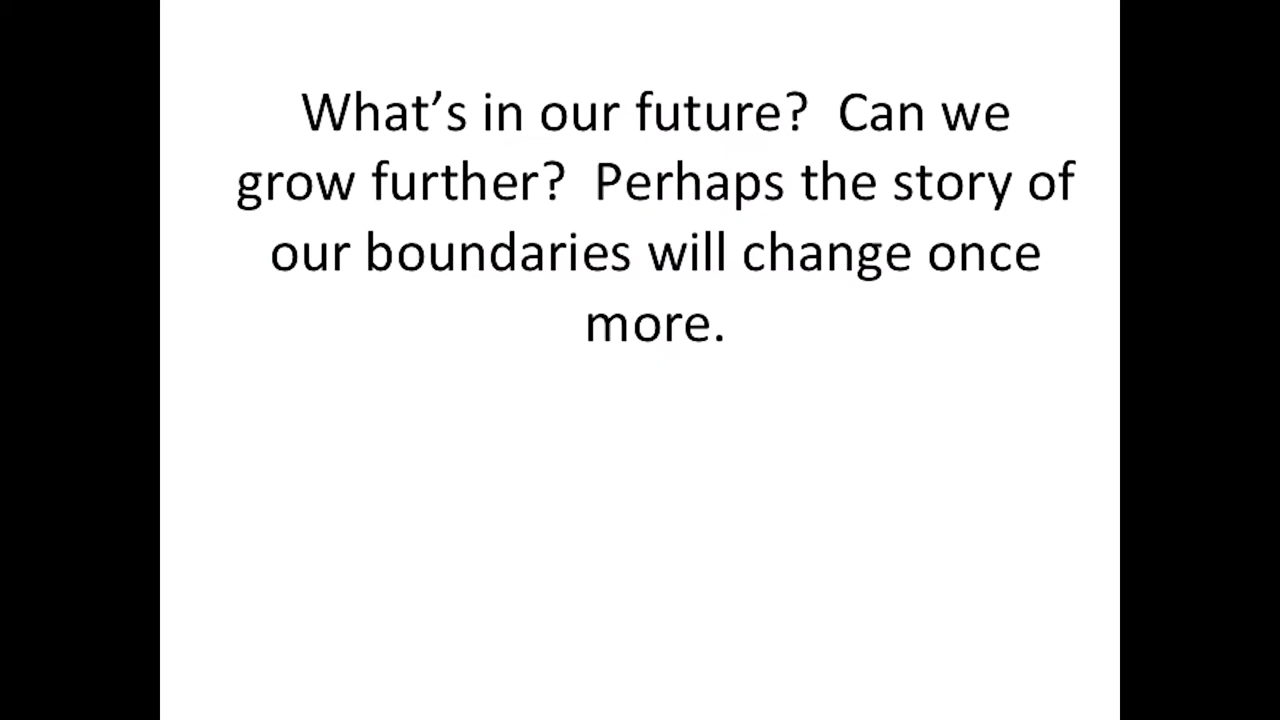 What’s in our future?  Can we
grow further?  Perhaps the story of
our boundaries will change once
more.